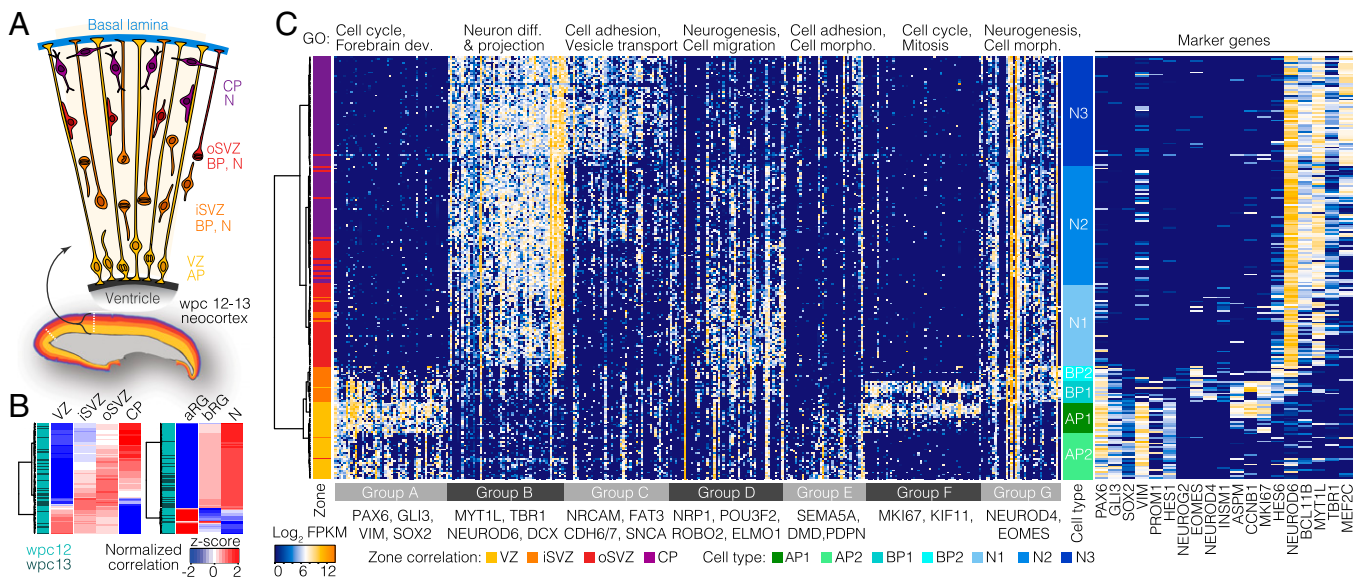 A
Basal lamina
CP
N
oSVZ
BP, N
iSVZ
BP, N
VZ
AP
Ventricle
wpc 12-13
neocortex
B
VZ
iSVZ
oSVZ
CP
aRG
bRG
N
wpc12
wpc13
Normalized
correlation
z-score
-2 0 2
C
GO:
Cell cycle,
Forebrain dev.
Neuron diff.
& projection
Cell adhesion,
Vesicle transport
Neurogenesis,
Cell migration
Cell adhesion,
Cell morpho.
Cell cycle,
Mitosis
Neurogenesis,
Cell morph.
Marker genes
N3
N2
N1
BP2
BP1
AP1
AP2
Zone
Group A
Group B
Group C
Group D
Group E
Group F
Group G
Cell type
PAX6, GLI3,
VIM, SOX2
MYT1L, TBR1
NEUROD6, DCX
NRCAM, FAT3
CDH6/7, SNCA
NRP1, POU3F2,
ROBO2, ELMO1
SEMA5A,
DMD,PDPN
MKI67, KIF11,
NEUROD4,
EOMES
PAX6
GLI3
SOX2
VIM
PROM1
HES1
NEUROG2
EOMES
NEUROD4
INSM1
ASPM
CCNB1
MKI67
HES6
NEUROD6
BCL11B
MYT1L
TBR1
MEF2C
Log2 FPKM
0 6 12
Zone correlation: VZ iSVZ oSVZ CP
Cell type: AP1 AP2 BP1 BP2 N1 N2 N3